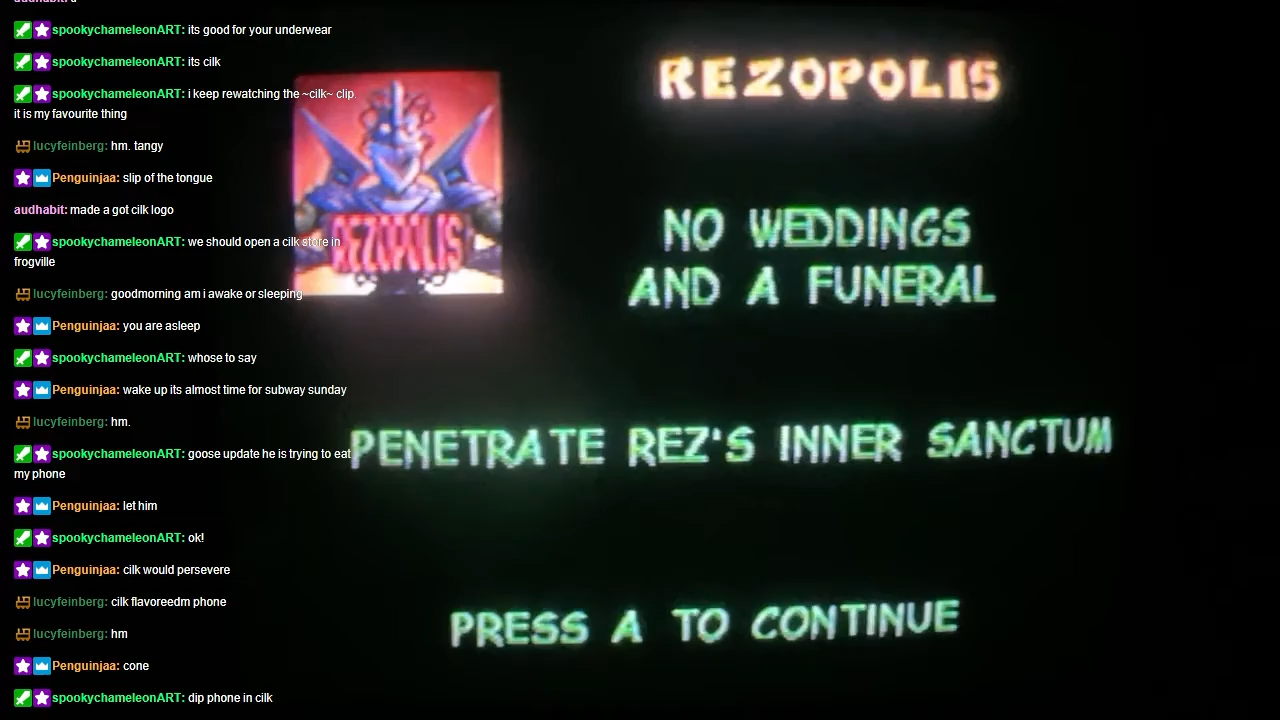 spookychameleonART: its good for your underwear
spookychameleonART: its cilk
spookychameleonART: i keep rewatching the ~cilk~ clip.
it is my favourite thing
lucyfeinberg: hm. tangy
Penguinjaa: slip of the tongue
audhabit: made a got cilk logo
spookychameleonART: we should open a cilk store in
frogville
lucyfeinberg: goodmorning am i awake or sleeping
Penguinjaa: you are asleep
spookychameleonART: whose to say
Penguinjaa: wake up its almost time for subway sunday
lucyfeinberg: hm.
spookychameleonART: goose update he is trying to eat
my phone
Penguinjaa: let him
spookychameleonART: ok!
Penguinjaa: cilk would persevere
lucyfeinberg: cilk flavoreedm phone
lucyfeinberg: hm
Penguinjaa: cone
spookychameleonART: dip phone in cilk
REZOPOLIS
REZOPOLIS
NO WEDDINGS
AND A FUNERAL
PENETRATE REZ'S INNER SANCTUM
PRESS A TO CONTINUE